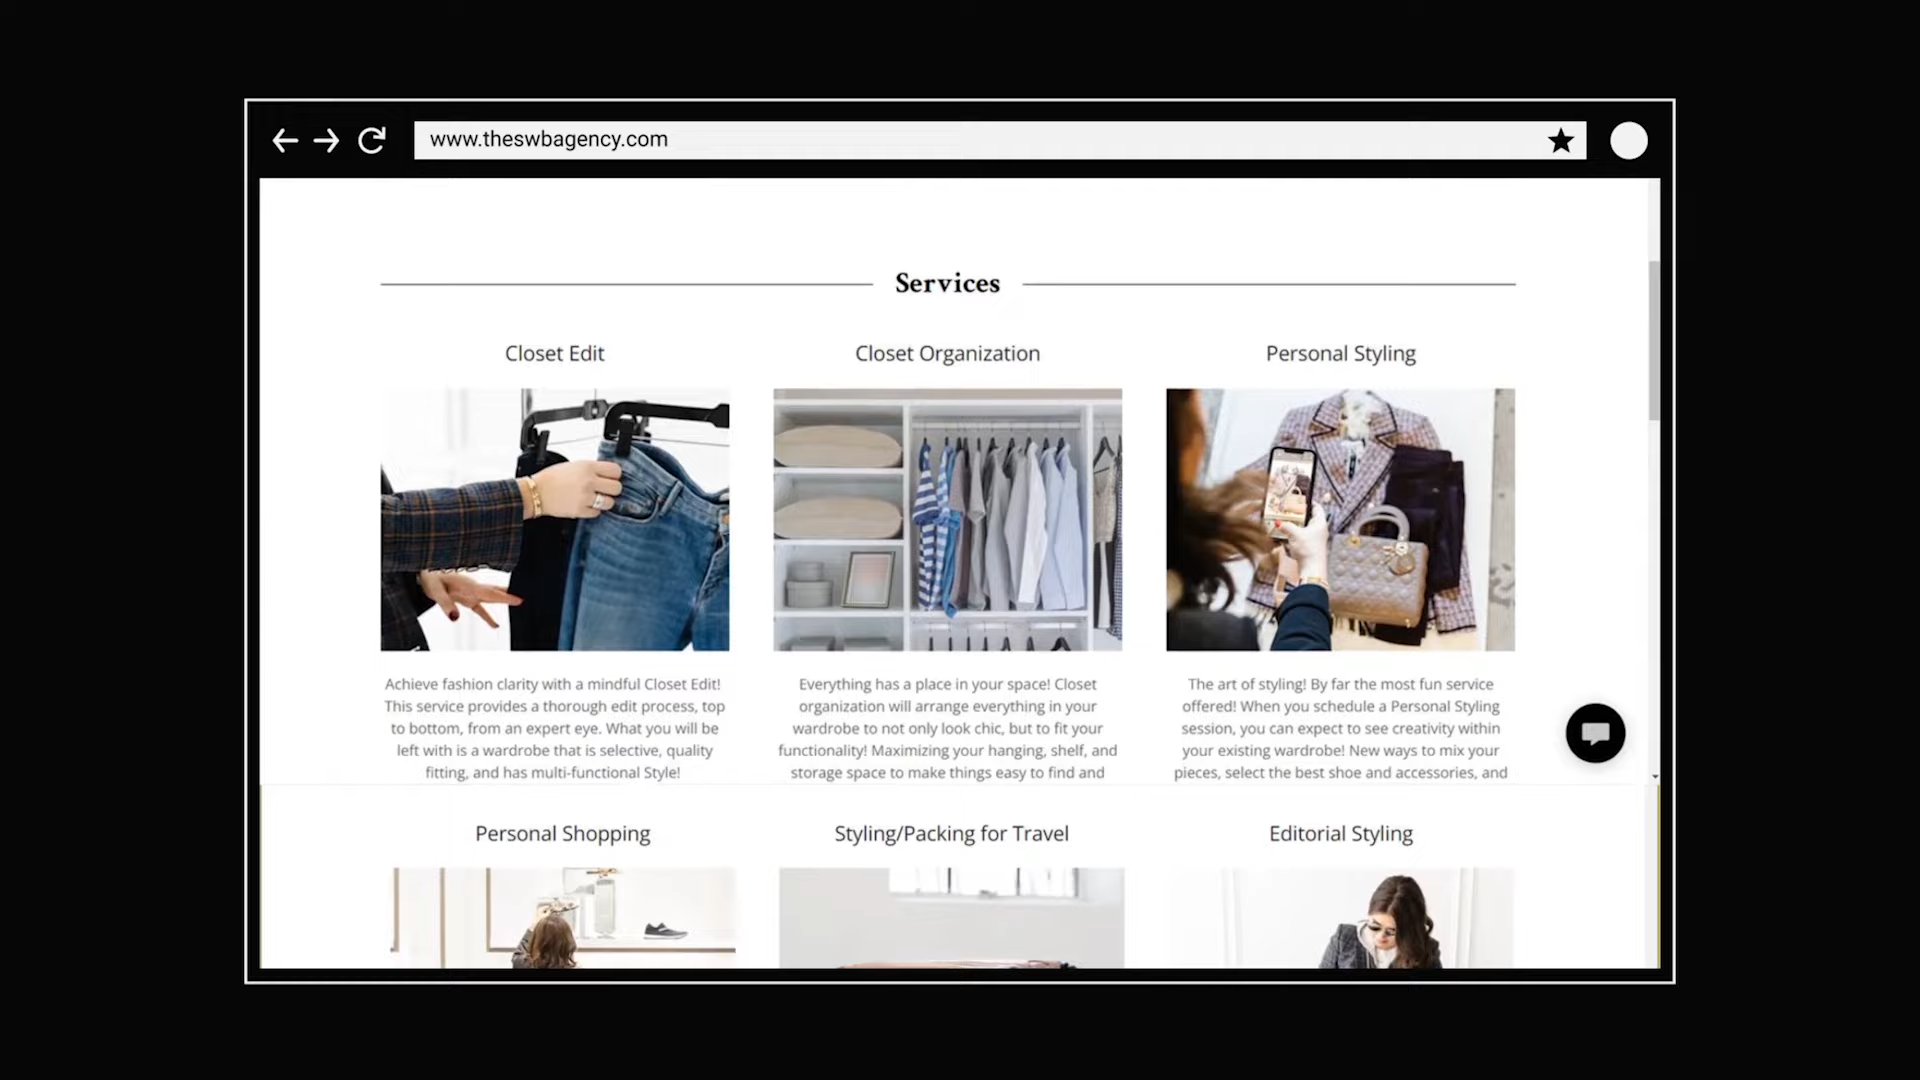 www.theswbagency.com
Services
Closet Edit
Closet Organization
Personal Styling
Achieve fashion clarity with a mindful Closet Edit!
This service provides a thorough edit process, top
to bottom, from an expert eye. What you will be
left with is a wardrobe that is selective, quality
fitting, and has multi-functional Style!
Everything has a place in your space! Closet
organization will arrange everything in your
wardrobe to not only look chic, but to fit your
functionality! Maximizing your hanging, shelf, and
storage space to make things easy to find and
The art of styling! By far the most fun service
offered! When you schedule a Personal Styling
session, you can expect to see creativity within
your existing wardrobe! New ways to mix your
pieces, select the best shoe and accessories, and
Personal Shopping
Styling/Packing for Travel
Editorial Styling